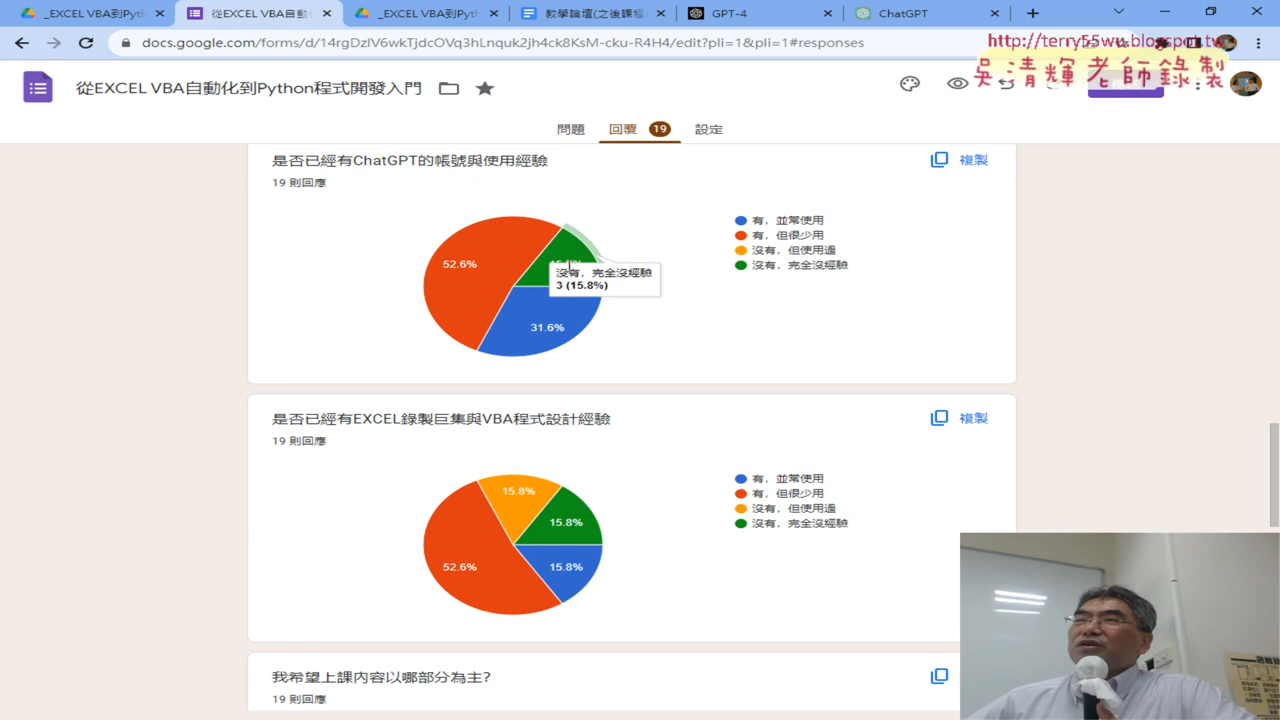 _EXCEL VBA到Pyth
從EXCEL VBA自動
_EXCEL VBA到Pyth
教學論壇(之後課程
GPT-4
ChatGPT
docs.google.com/forms/d/14rgDzIV6wkTjdcOVq3hLnquk2jh4ck8KsM-cku-R4H4/edit?pli=1&pli=1#responses
http://terry55wu.blogspot.tw
吳清輝老師錄製
從EXCEL VBA自動化到Python程式開發入門
問題
回覆 19
設定
是否已經有ChatGPT的帳號與使用經驗
複製
19 則回應
有，並常使用
有，但很少用
沒有，但使用過
沒有，完全沒經驗
52.6%
31.6%
沒有，完全沒經驗
3 (15.8%)
是否已經有EXCEL錄製巨集與VBA程式設計經驗
複製
19 則回應
有，並常使用
有，但很少用
沒有，但使用過
沒有，完全沒經驗
15.8%
15.8%
52.6%
15.8%
我希望上課內容以哪部分為主?
19 則回應